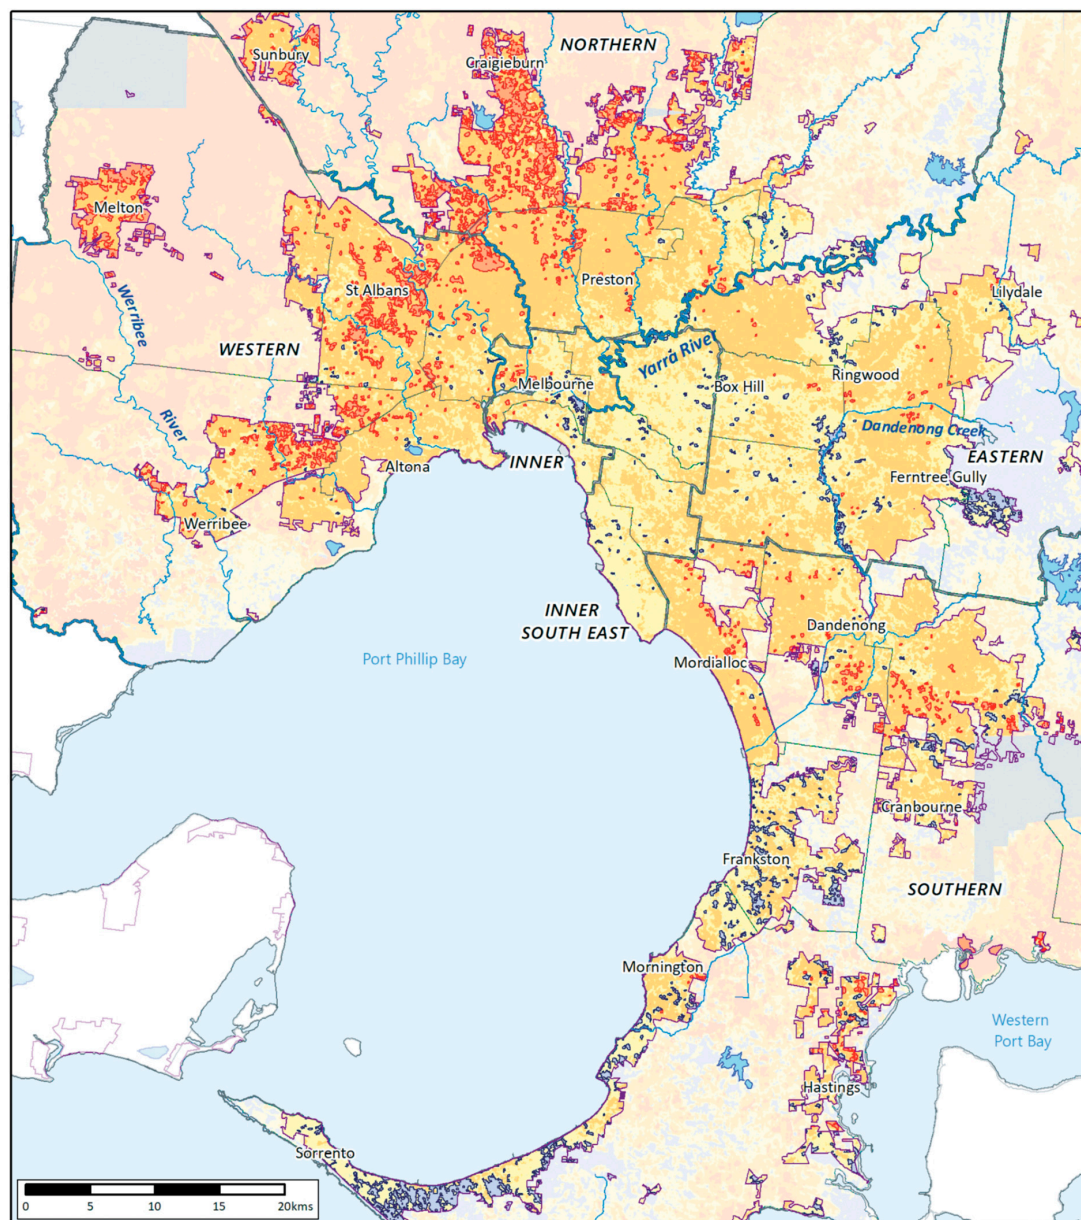 Sunbury
NORTHERN
Craigieburn
Melton
St Albans
Preston
Lilydale
Werribee
River
WESTERN
Melbourne
Yarra River
Box Hill
Ringwood
Dandenong Creek
EASTERN
Altona
INNER
Ferntree Gully
Werribee
INNER
SOUTH EAST
Dandenong
Port Phillip Bay
Mordialloc
Cranbourne
Frankston
SOUTHERN
Mornington
Western
Port Bay
Hastings
Sorrento
0 5 10 15 20kms